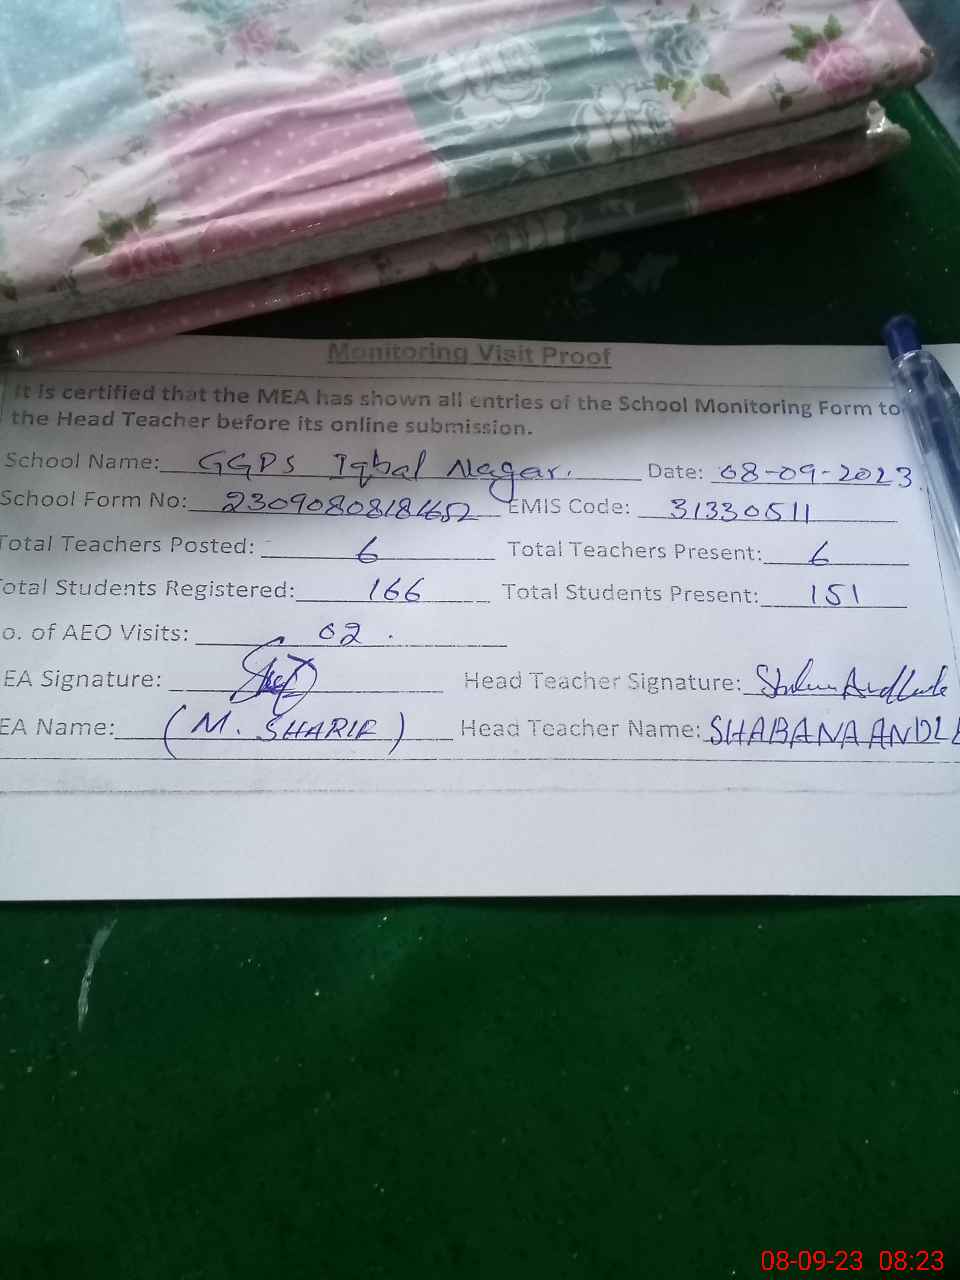 Monitoring Visit Proof
It is certified that the MEA has shown all entries of the School Monitoring Form to
the Head Teacher before its online submission.
School Name: GGPS Iqbal Nagar. Date: 08-09-2023
School Form No: 23090808184652 EMIS Code: 31330511
Total Teachers Posted: 6 Total Teachers Present: 6
Total Students Registered: 166 Total Students Present: 151
o. of AEO Visits: 02.
EA Signature: Head Teacher Signature:
EA Name: (M. SHARIF) Head Teacher Name: SHABANA ANDL
08-09-23 08:23